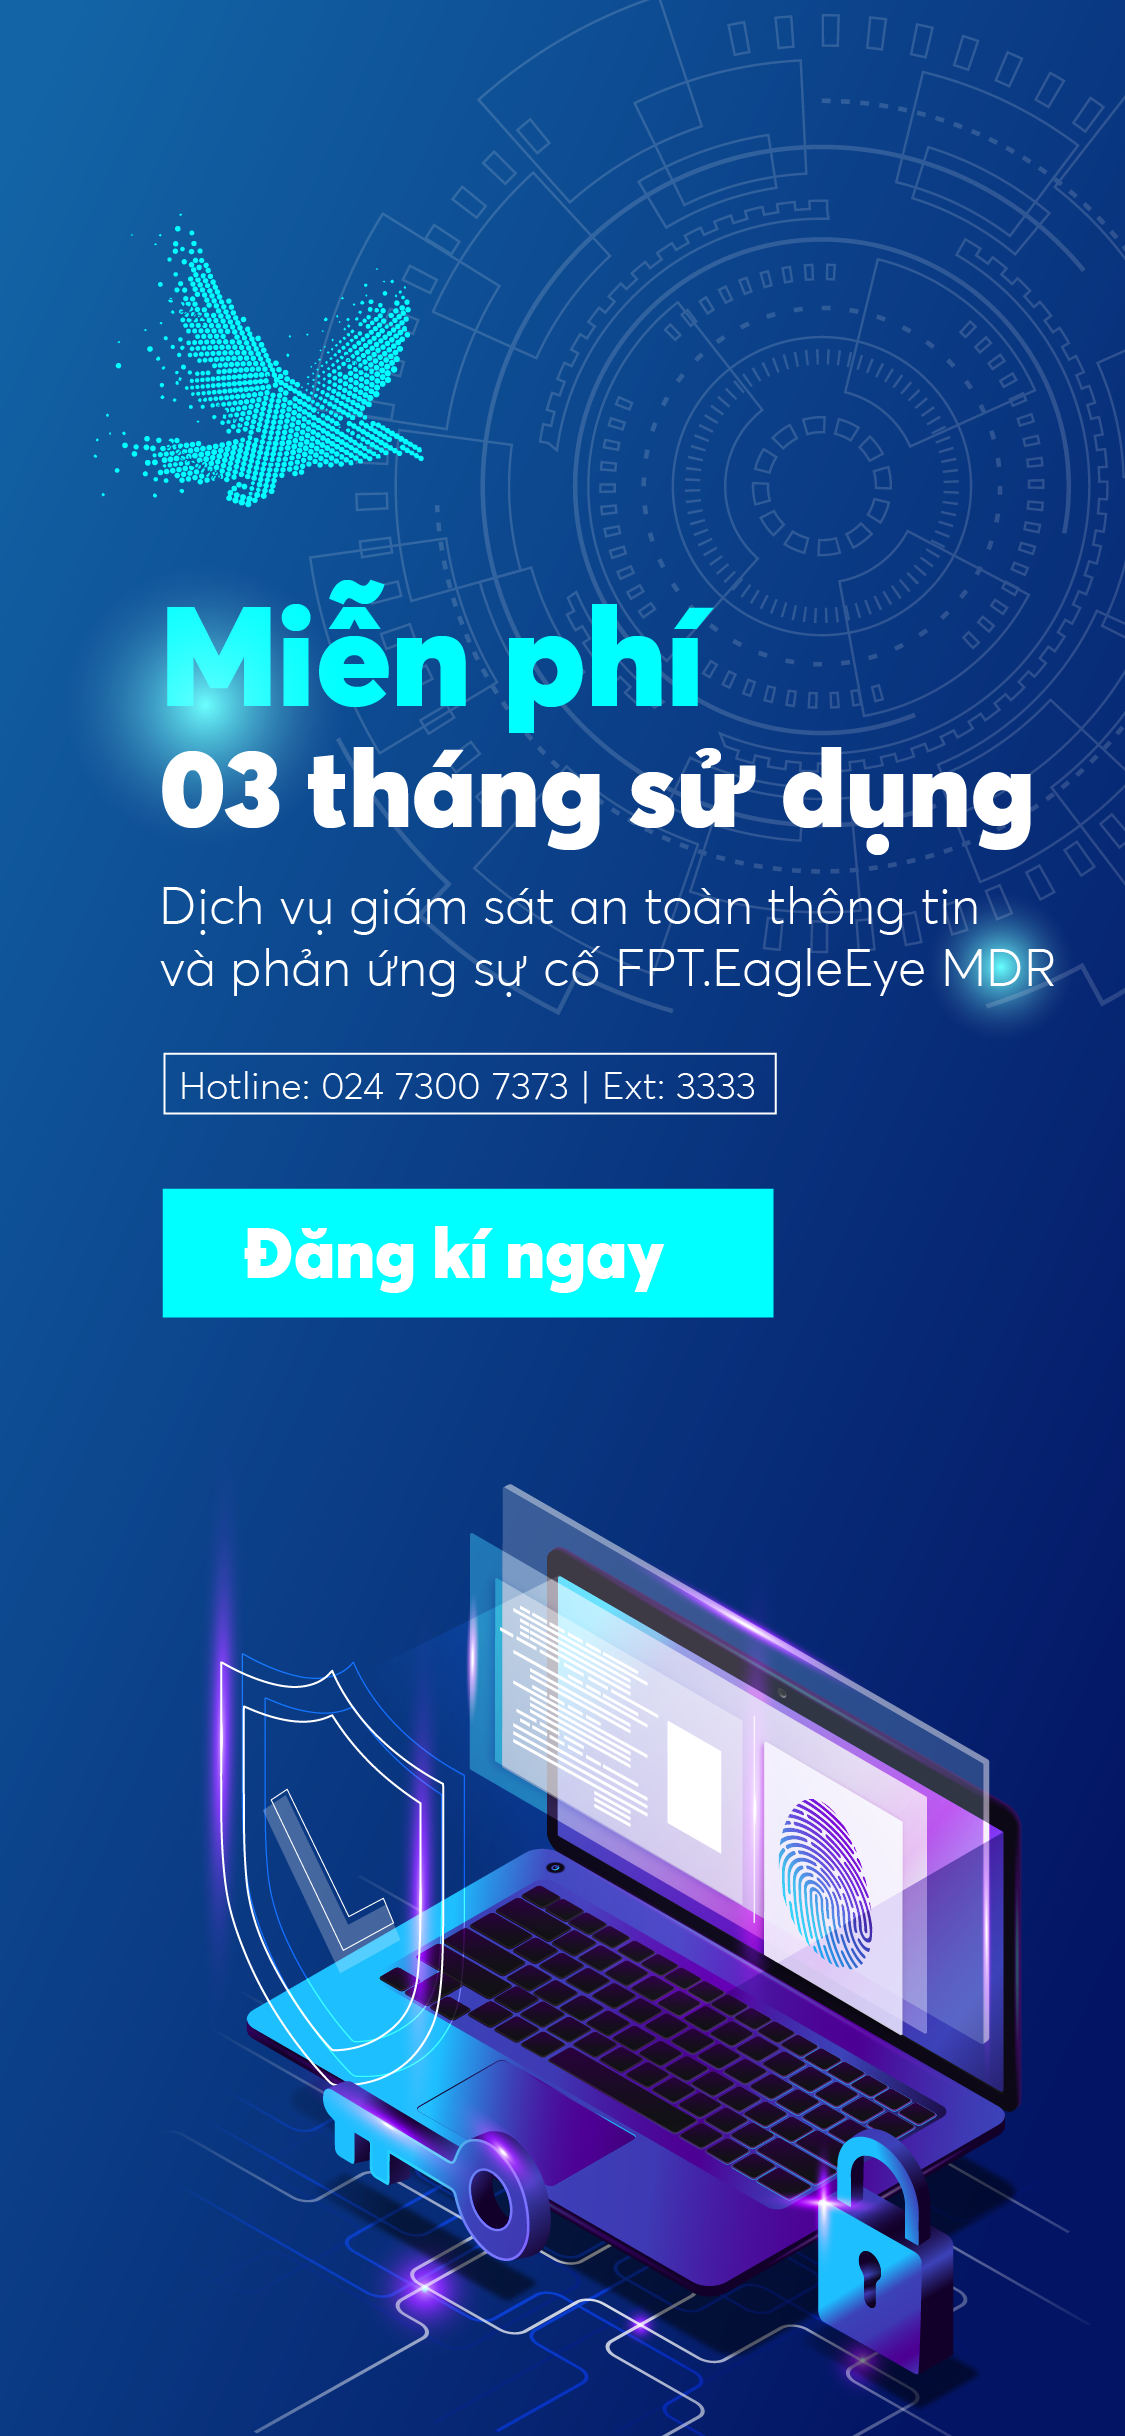 Miễn phí
03 tháng sử dụng
Dịch vụ giám sát an toàn thông tin
và phản ứng sự cố FPT.EagleEye MDR
Hotline: 024 7300 7373 | Ext: 3333
Đăng kí ngay